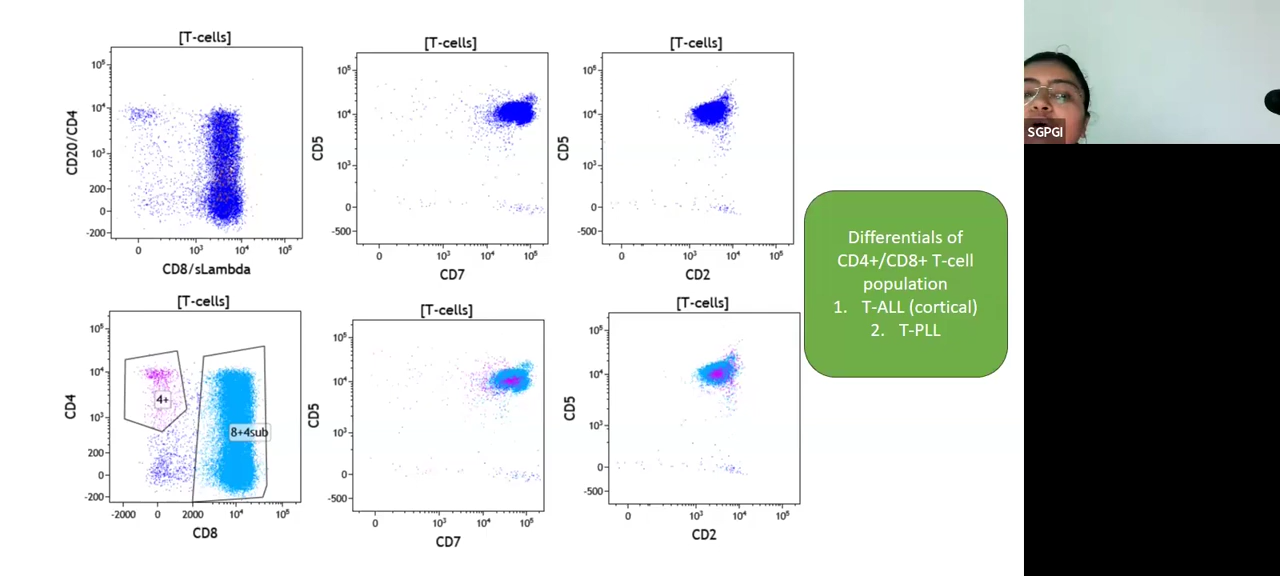 [T-cells]
[T-cells]
[T-cells]
10⁵
10⁴
10³
200
0
-200
CD20/CD4
0
10³
10⁴
10⁵
CD8/sLambda
10⁵
10⁴
10³
0
-500
CD5
0
10³
10⁴
10⁵
CD7
10⁵
10⁴
10³
0
-500
CD5
0
10³
10⁴
10⁵
CD2
SGPGI
Differentials of
CD4+/CD8+ T-cell
population
1. T-ALL (cortical)
2. T-PLL
[T-cells]
[T-cells]
[T-cells]
10⁵
10⁴
10³
200
0
-200
CD4
4+
8+4sub
-2000
0
2000
10⁴
10⁵
CD8
10⁵
10⁴
10³
0
-500
CD5
0
10³
10⁴
10⁵
CD7
10⁵
10⁴
10³
0
-500
CD5
0
10³
10⁴
10⁵
CD2